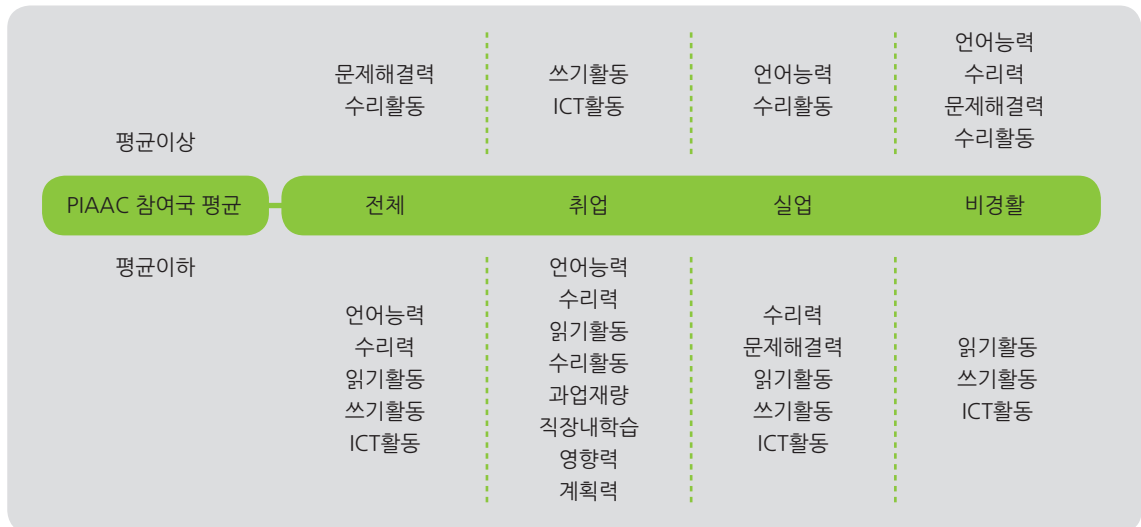 문제해결력
수리활동
쓰기활동
ICT활동
언어능력
수리활동
언어능력
수리력
문제해결력
수리활동
평균이상
PIAAC 참여국 평균
전체
취업
실업
비경활
평균이하
언어능력
수리력
읽기활동
쓰기활동
ICT활동
언어능력
수리력
읽기활동
수리활동
과업재량
직장내학습
영향력
계획력
수리력
문제해결력
읽기활동
쓰기활동
ICT활동
읽기활동
쓰기활동
ICT활동